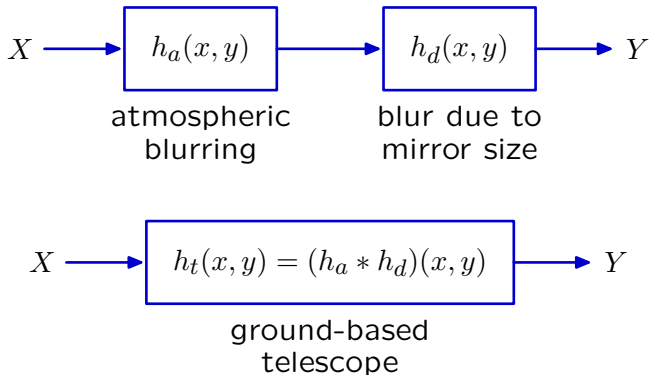 X h_a(x, y) h_d(x, y) Y
atmospheric blur due to
blurring mirror size
X h_t(x, y) = (h_a * h_d)(x, y) Y
ground-based
telescope